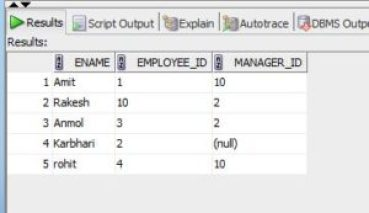 Results Script Output Explain Autotrace DBMS Outp
Results:
ENAME EMPLOYEE_ID MANAGER_ID
1 Amit 1 10
2 Rakesh 10 2
3 Anmol 3 2
4 Karbhari 2 (null)
5 rohit 4 10